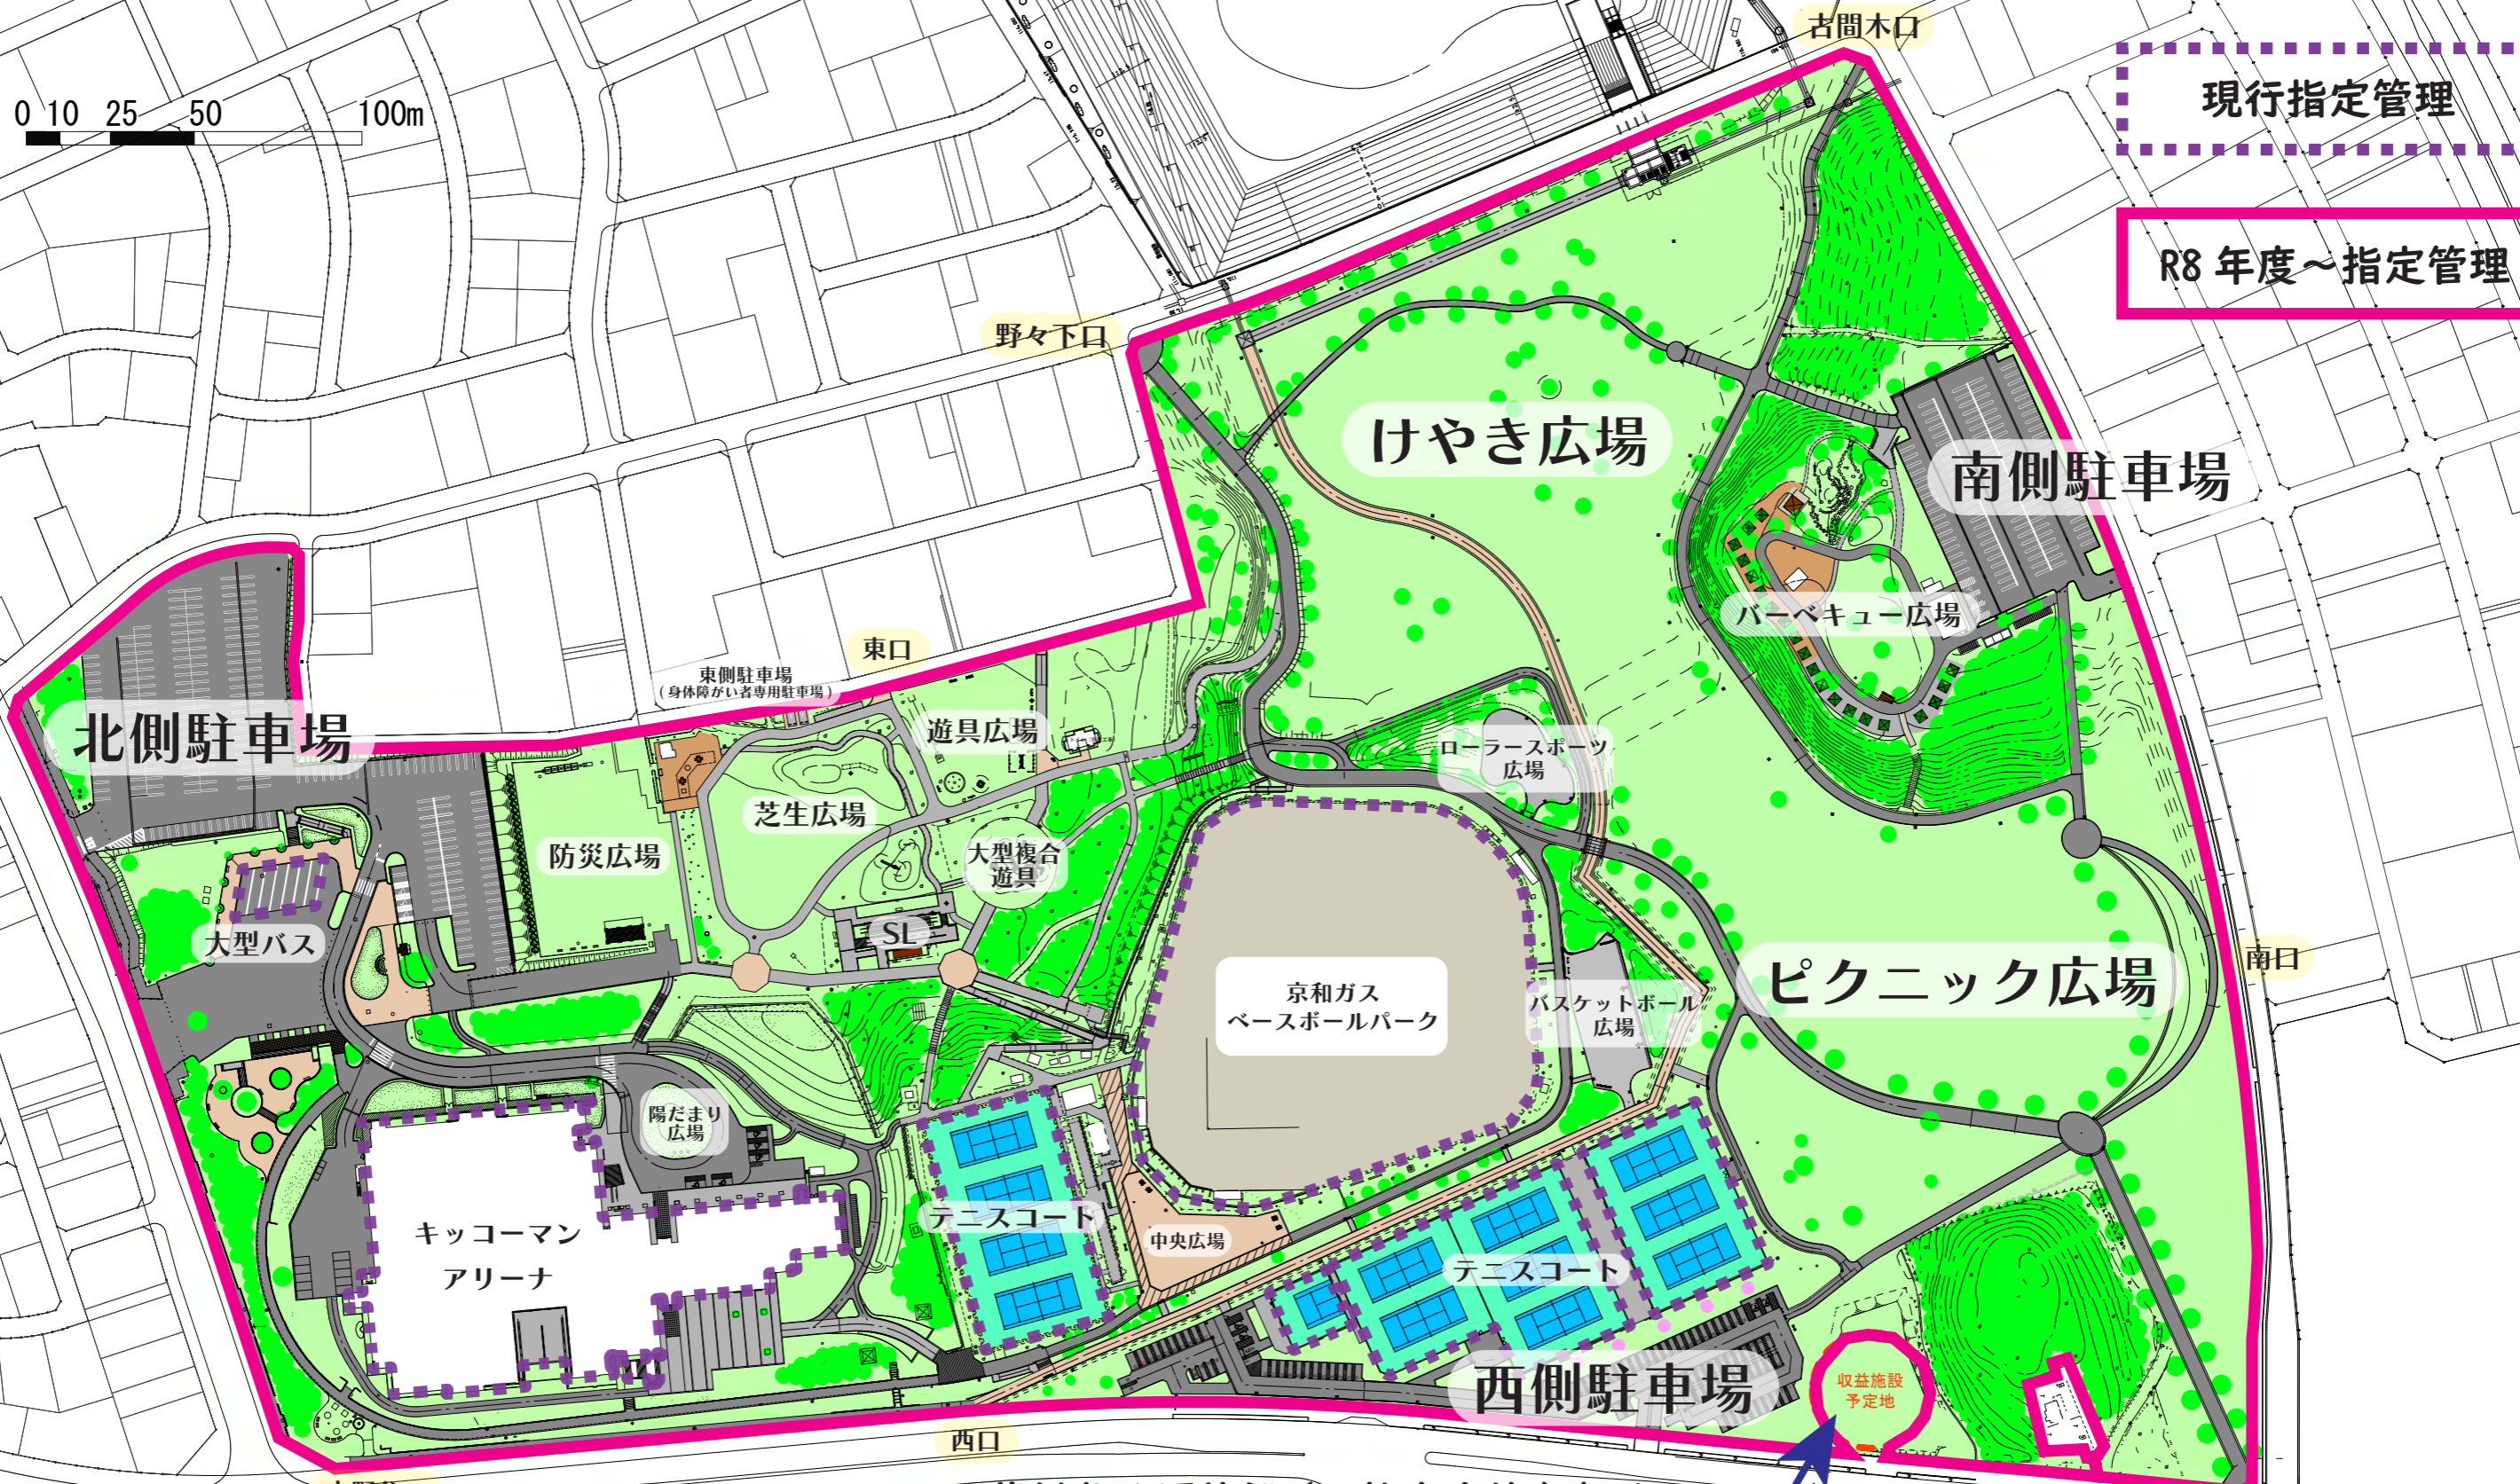 古間木口
現行指定管理
0 10 25 50 100m
R8 年度～指定管理
野々下口
けやき広場
南側駐車場
バーベキュー広場
東口
東側駐車場
(身体障がい者専用駐車場)
北側駐車場
遊具広場
ローラースポーツ
広場
芝生広場
防災広場
大型複合
遊具
大型バス
SL
南口
ピクニック広場
京和ガス
ベースボールパーク
バスケットボール
広場
陽だまり
広場
テニスコート
キッコーマン
アリーナ
中央広場
テニスコート
西側駐車場
収益施設
予定地
西口